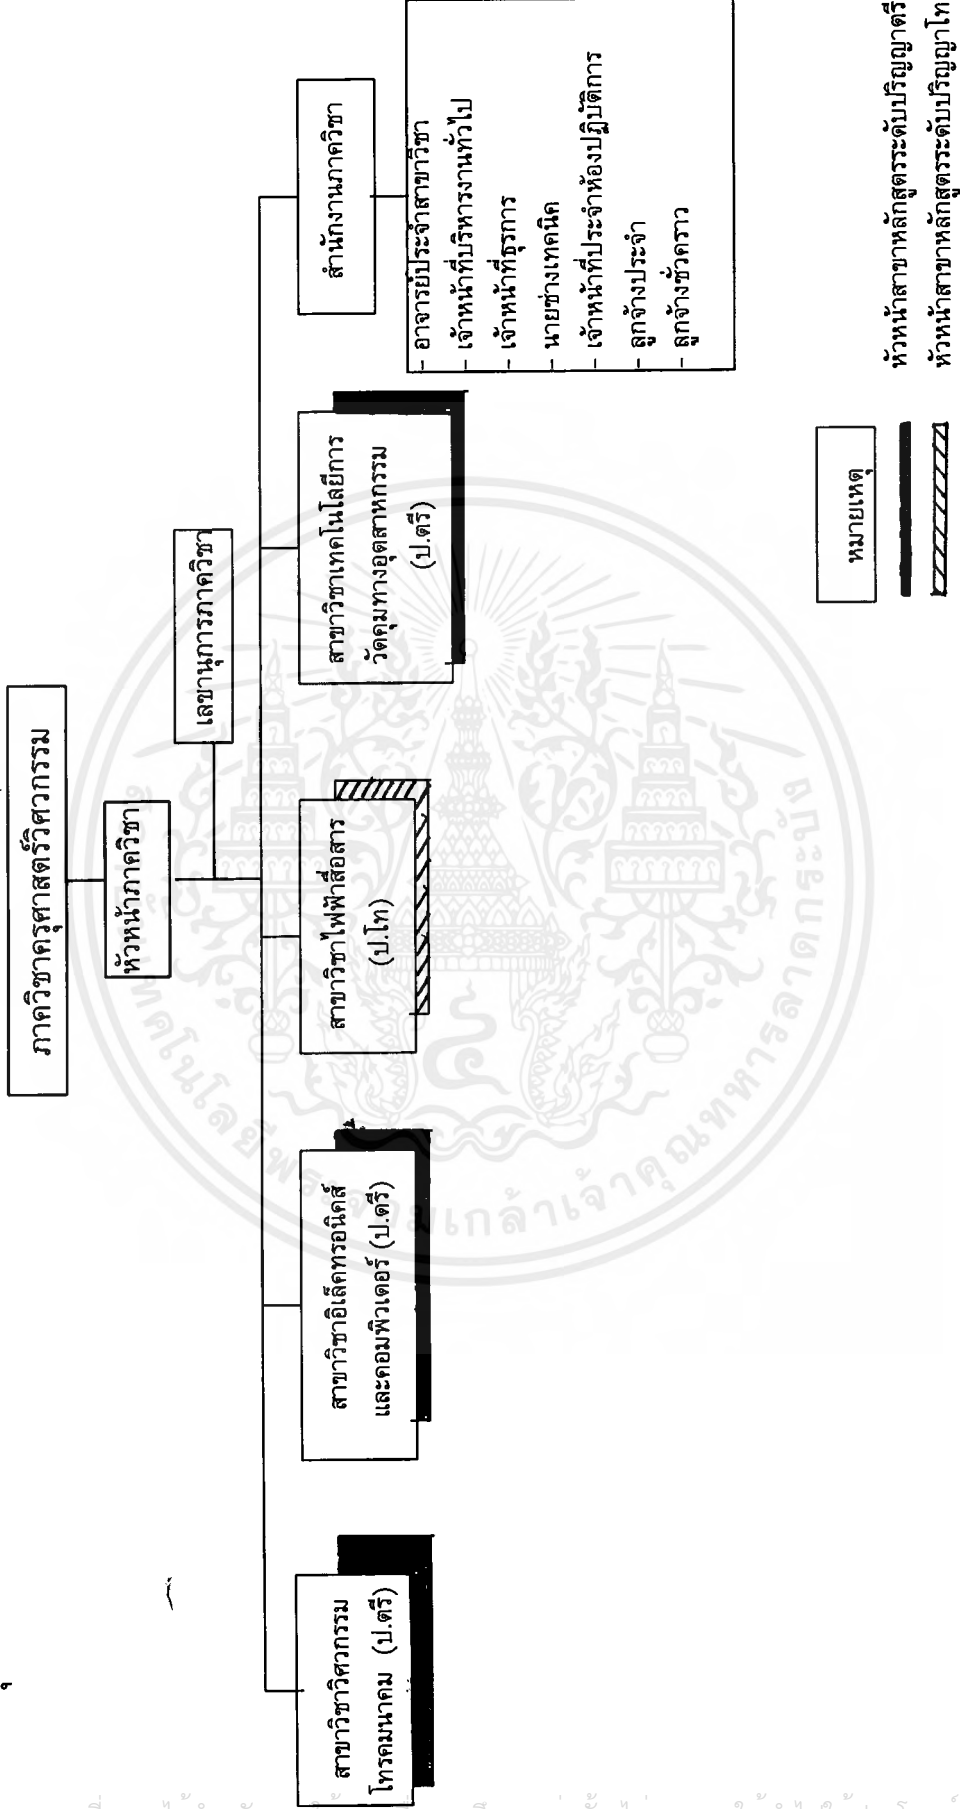 ภาควิชาครุศาสตร์วิศวกรรม
หัวหน้าภาควิชา
เลขานุการภาควิชา
สาขาวิชาวิศวกรรม
โทรคมนาคม (ป.ตรี)
สาขาวิชาอิเล็คทรอนิคส์
และคอมพิวเตอร์ (ป.ตรี)
สาขาวิชาไฟฟ้าสื่อสาร
(ป.โท)
สาขาวิชาเทคโนโลยีการ
วัดคุมทางอุตสาหกรรม
(ป.ตรี)
สำนักงานภาควิชา
- อาจารย์ประจำสาขาวิชา
- เจ้าหน้าที่บริหารงานทั่วไป
- เจ้าหน้าที่ธุรการ
- นายช่างเทคนิค
- เจ้าหน้าที่ประจำห้องปฏิบัติการ
- ลูกจ้างประจำ
- ลูกจ้างชั่วคราว
หมายเหตุ
หัวหน้าสาขาหลักสูตรระดับปริญญาตรี
หัวหน้าสาขาหลักสูตรระดับปริญญาโท